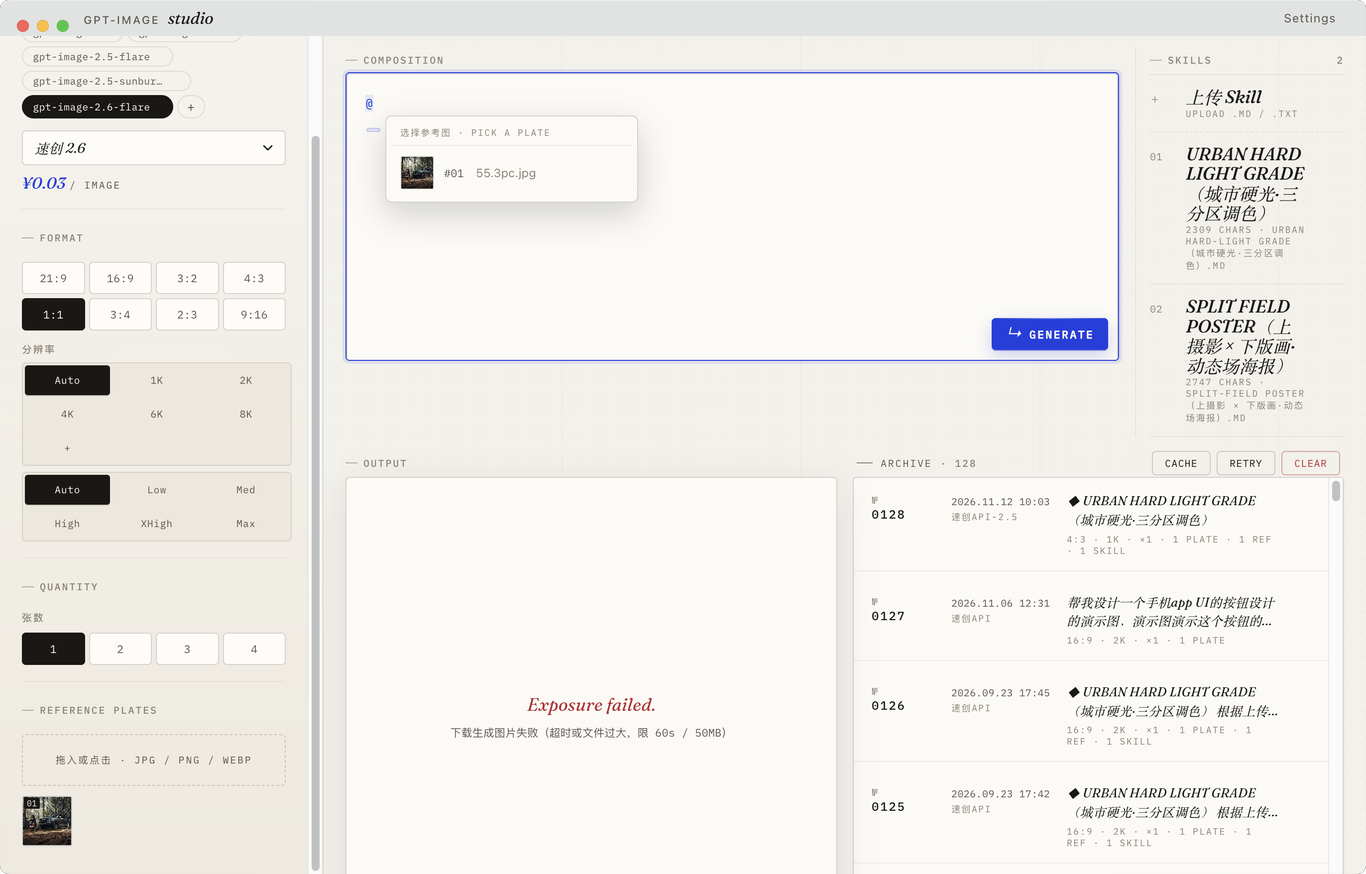 GPT-IMAGE studio
Settings
gpt-image-2.5-flare
gpt-image-2.5-sunbur…
gpt-image-2.6-flare
+
速创 2.6
¥0.03 / IMAGE
FORMAT
21:9
16:9
3:2
4:3
1:1
3:4
2:3
9:16
分辨率
Auto
1K
2K
4K
6K
8K
+
Auto
Low
Med
High
XHigh
Max
QUANTITY
张数
1
2
3
4
REFERENCE PLATES
拖入或点击 · JPG / PNG / WEBP
01
COMPOSITION
@
选择参考图 · PICK A PLATE
#01 55.3pc.jpg
GENERATE
SKILLS
2
+
上传 Skill
UPLOAD .MD / .TXT
01
URBAN HARD
LIGHT GRADE
（城市硬光·三
分区调色）
2309 CHARS · URBAN
HARD-LIGHT GRADE
（城市硬光·三分区调
色）.MD
02
SPLIT FIELD
POSTER（上
摄影 × 下版画·
动态场海报）
2747 CHARS ·
SPLIT-FIELD POSTER
（上摄影 × 下版画·动态
场海报）.MD
OUTPUT
Exposure failed.
下载生成图片失败（超时或文件过大，限 60s / 50MB）
ARCHIVE · 128
CACHE
RETRY
CLEAR
№
0128
2026.11.12 10:03
速创API-2.5
◆ URBAN HARD LIGHT GRADE
（城市硬光·三分区调色）
4:3 · 1K · ×1 · 1 PLATE · 1 REF
· 1 SKILL
№
0127
2026.11.06 12:31
速创API
帮我设计一个手机app UI的按钮设计
的演示图，演示图演示这个按钮的…
16:9 · 2K · ×1 · 1 PLATE
№
0126
2026.09.23 17:45
速创API
◆ URBAN HARD LIGHT GRADE
（城市硬光·三分区调色） 根据上传…
16:9 · 2K · ×1 · 1 PLATE · 1
REF · 1 SKILL
№
0125
2026.09.23 17:42
速创API
◆ URBAN HARD LIGHT GRADE
（城市硬光·三分区调色） 根据上传…
16:9 · 2K · ×1 · 1 PLATE · 1
REF · 1 SKILL